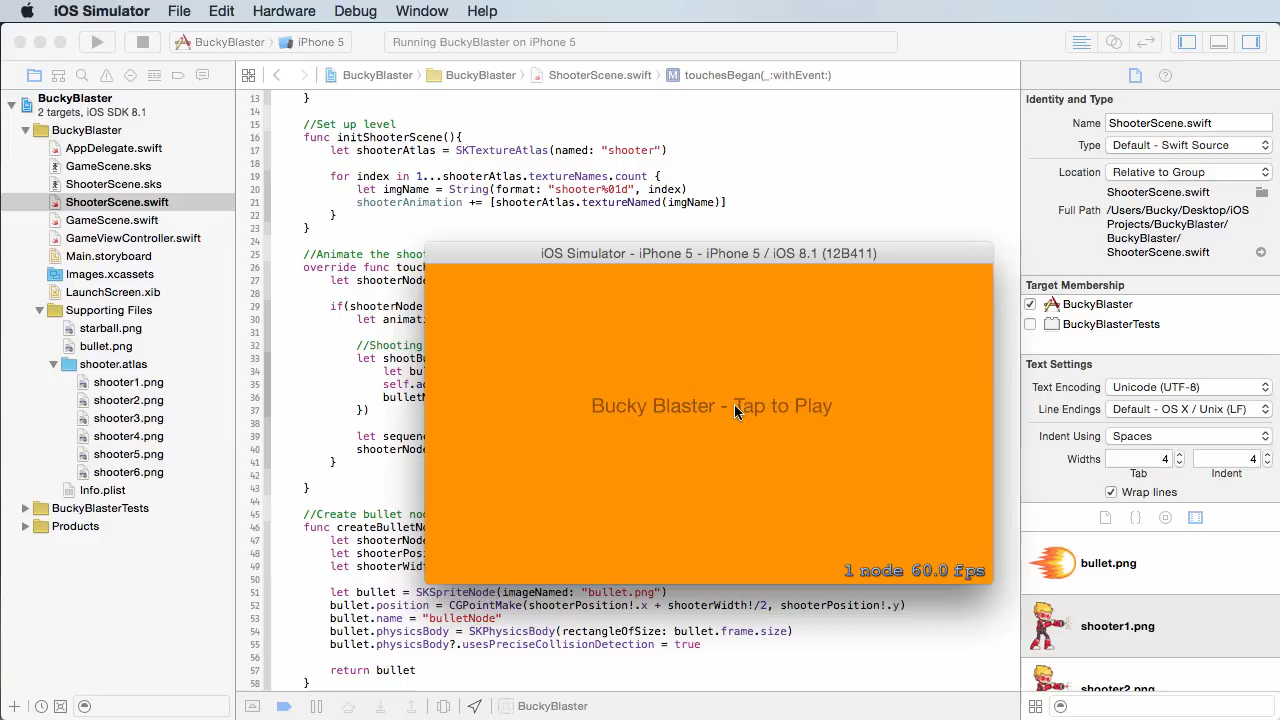 iOS Simulator File Edit Hardware Debug Window Help
BuckyBlaster iPhone 5 Running BuckyBlaster on iPhone 5
BuckyBlaster BuckyBlaster ShooterScene.swift M touchesBegan(_:withEvent:)
BuckyBlaster
2 targets, iOS SDK 8.1
BuckyBlaster
AppDelegate.swift
GameScene.sks
ShooterScene.sks
ShooterScene.swift
GameScene.swift
GameViewController.swift
Main.storyboard
Images.xcassets
LaunchScreen.xib
Supporting Files
starball.png
bullet.png
shooter.atlas
shooter1.png
shooter2.png
shooter3.png
shooter4.png
shooter5.png
shooter6.png
Info.plist
BuckyBlasterTests
Products
13 }
14
15 //Set up level
16 func initShooterScene(){
17 let shooterAtlas = SKTextureAtlas(named: "shooter")
18
19 for index in 1...shooterAtlas.textureNames.count {
20 let imgName = String(format: "shooter%01d", index)
21 shooterAnimation += [shooterAtlas.textureNamed(imgName)]
22 }
23 }
24
25 //Animate the shoo
26 override func touc
27 let shooterNod
28
29 if(shooterNode
30 let animati
31
32 //Shooting
33 let shootBu
34 let bul
35 self.ad
36 bulletN
37 })
38
39 let sequenc
40 shooterNode
41 }
42
43 }
44
45 //Create bullet no
46 func createBulletNo
47 let shooterNod
48 let shooterPos
49 let shooterWid
50
51 let bullet = SKSpriteNode(imageNamed: "bullet.png")
52 bullet.position = CGPointMake(shooterPosition!.x + shooterWidth!/2, shooterPosition!.y)
53 bullet.name = "bulletNode"
54 bullet.physicsBody = SKPhysicsBody(rectangleOfSize: bullet.frame.size)
55 bullet.physicsBody?.usesPreciseCollisionDetection = true
56
57 return bullet
58 }
iOS Simulator - iPhone 5 - iPhone 5 / iOS 8.1 (12B411)
Bucky Blaster - Tap to Play
1 node 60.0 fps
BuckyBlaster
Identity and Type
Name ShooterScene.swift
Type Default - Swift Source
Location Relative to Group
ShooterScene.swift
Full Path /Users/Bucky/Desktop/iOS
Projects/BuckyBlaster/
BuckyBlaster/
ShooterScene.swift
Target Membership
BuckyBlaster
BuckyBlasterTests
Text Settings
Text Encoding Unicode (UTF-8)
Line Endings Default - OS X / Unix (LF)
Indent Using Spaces
Widths 4 4
Tab Indent
Wrap lines
bullet.png
shooter1.png
shooter2.png